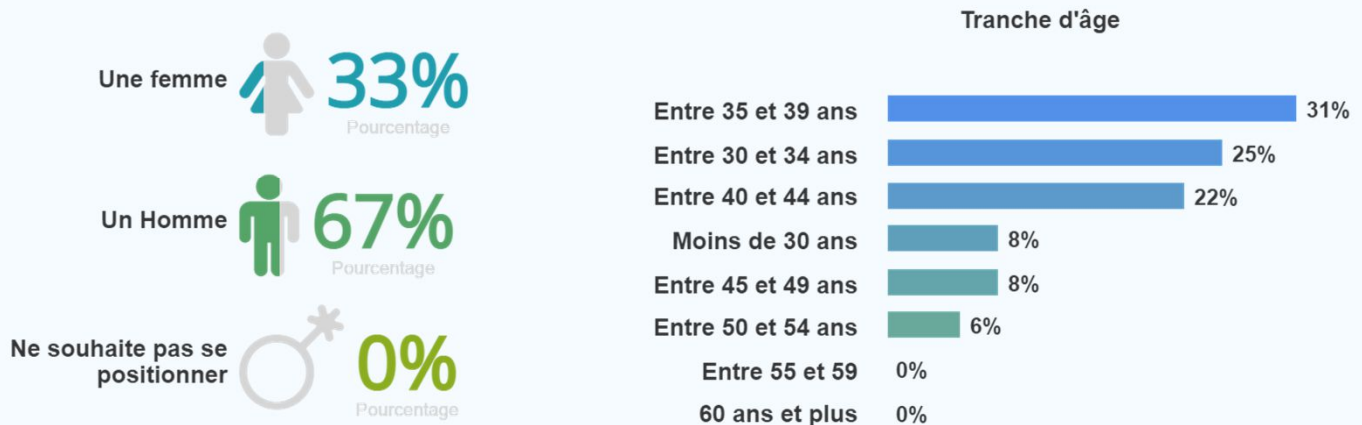 Une femme
33%
Pourcentage
Un Homme
67%
Pourcentage
Ne souhaite pas se
positionner
0%
Pourcentage
Tranche d'âge
Entre 35 et 39 ans 31%
Entre 30 et 34 ans 25%
Entre 40 et 44 ans 22%
Moins de 30 ans 8%
Entre 45 et 49 ans 8%
Entre 50 et 54 ans 6%
Entre 55 et 59 0%
60 ans et plus 0%